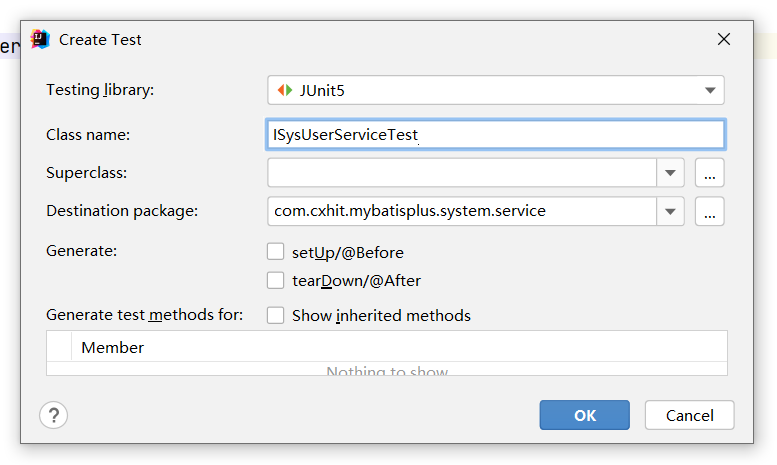 er
Create Test
Testing library:
JUnit5
Class name:
ISysUserServiceTest
Superclass:
...
Destination package:
com.cxhit.mybatisplus.system.service
...
Generate:
setUp/@Before
tearDown/@After
Generate test methods for:
Show inherited methods
Member
Nothing to show
?
OK
Cancel